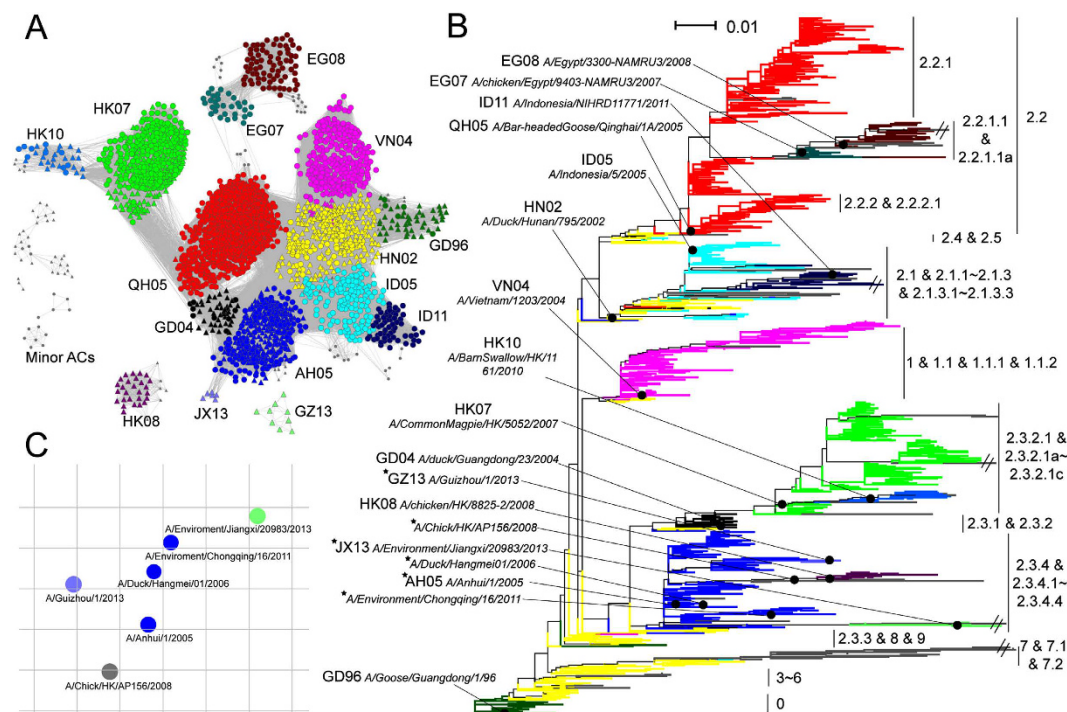 A
EG08
HK07
EG07
HK10
VN04
GD96
HN02
QH05
ID05
GD04
ID11
Minor ACs
AH05
JX13
GZ13
HK08
B
0.01
EG08 A/Egypt/3300-NAMRU3/2008
EG07 A/chicken/Egypt/9403-NAMRU3/2007
ID11 A/Indonesia/NIHRD11771/2011
QH05 A/Bar-headedGoose/Qinghai/1A/2005
ID05
A/Indonesia/5/2005
HN02
A/Duck/Hunan/795/2002
VN04
A/Vietnam/1203/2004
HK10
A/BarnSwallow/HK/11
61/2010
HK07
A/CommonMagpie/HK/5052/2007
GD04 A/duck/Guangdong/23/2004
*GZ13 A/Guizhou/1/2013
HK08 A/chicken/HK/8825-2/2008
*A/Chick/HK/AP156/2008
*JX13 A/Environment/Jiangxi/20983/2013
*A/Duck/Hangmei01/2006
*AH05 A/Anhui/1/2005
*A/Environment/Chongqing/16/2011
GD96 A/Goose/Guangdong/1/96
2.2.1
2.2
2.2.1.1
&
2.2.1.1a
2.2.2 & 2.2.2.1
2.4 & 2.5
2.1 & 2.1.1~2.1.3
& 2.1.3.1~2.1.3.3
1 & 1.1 & 1.1.1 & 1.1.2
2.3.2.1 &
2.3.2.1a~
2.3.2.1c
2.3.1 & 2.3.2
2.3.4 &
2.3.4.1~
2.3.4.4
2.3.3 & 8 & 9
7 & 7.1
& 7.2
3~6
0
C
A/Enviroment/Jiangxi/20983/2013
A/Enviroment/Chongqing/16/2011
A/Duck/Hangmei/01/2006
A/Guizhou/1/2013
A/Anhui/1/2005
A/Chick/HK/AP156/2008